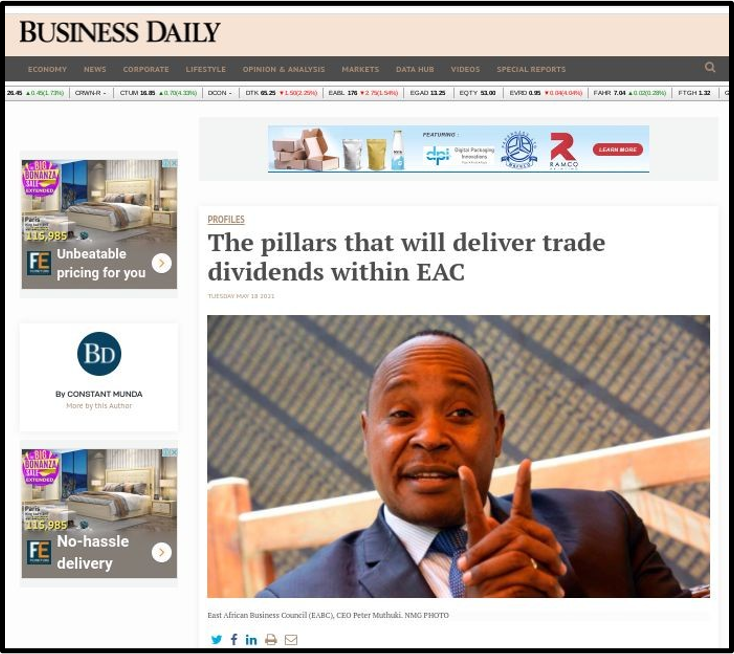 BUSINESS DAILY
ECONOMY NEWS CORPORATE LIFESTYLE OPINION & ANALYSIS MARKETS DATA HUB VIDEOS SPECIAL REPORTS
26.45 ▲0.45(1.73%) CRWN-R - CTUM 16.85 ▲0.70(4.33%) DCON - DTK 65.25 ▼1.50(2.25%) EABL 176 ▼2.75(1.54%) EGAD 13.25 EQTY 53.00 EVRD 0.95 ▼0.04(4.04%) FAHR 7.04 ▲0.02(0.28%) FTGH 1.32
FEATURING :
dpi Digital Packaging Innovations
RAMCO
LEARN MORE
BIG
BONANZA
SALE
EXTENDED
Paris
115,985
FE
Unbeatable
pricing for you
BD
By CONSTANT MUNDA
More by this Author
BIG
BONANZA
SALE
EXTENDED
Paris
115,985
FE
No-hassle
delivery
PROFILES
The pillars that will deliver trade
dividends within EAC
TUESDAY MAY 18 2021
East African Business Council (EABC), CEO Peter Muthuki. NMG PHOTO